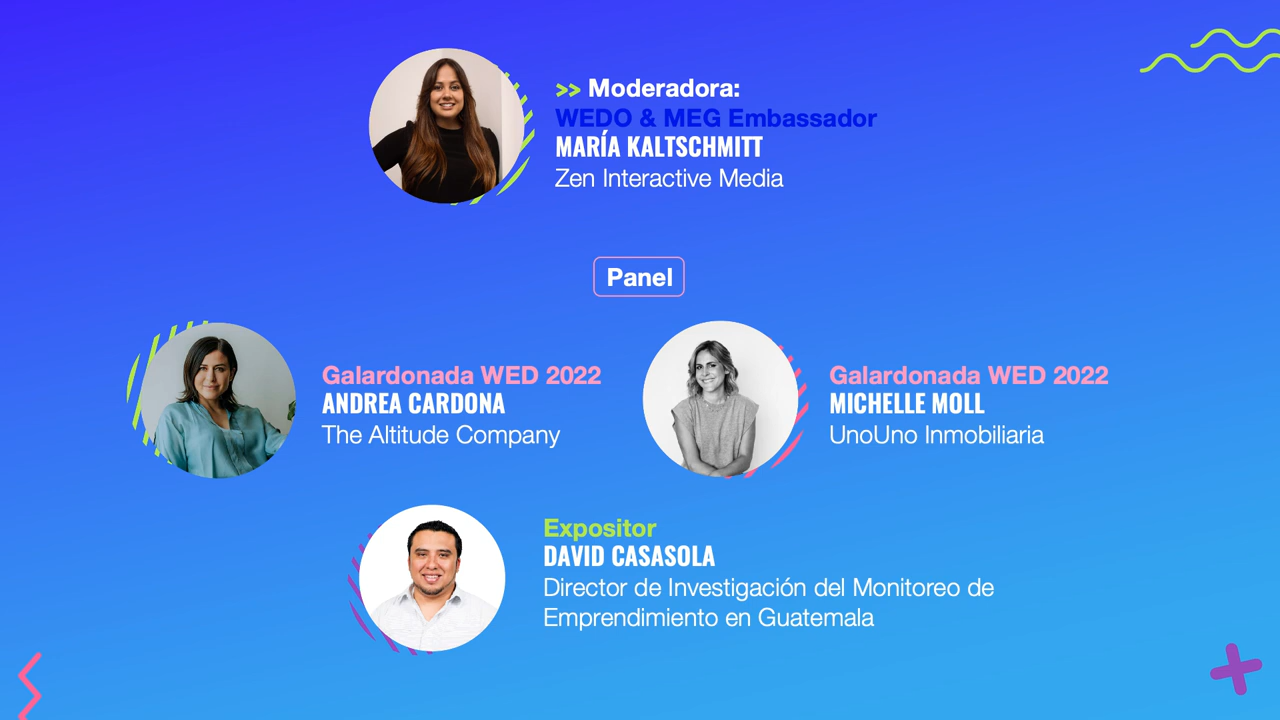 >> Moderadora:
WEDO & MEG Embassador
MARÍA KALTSCHMITT
Zen Interactive Media
Panel
Galardonada WED 2022
ANDREA CARDONA
The Altitude Company
Galardonada WED 2022
MICHELLE MOLL
UnoUno Inmobiliaria
Expositor
DAVID CASASOLA
Director de Investigación del Monitoreo de
Emprendimiento en Guatemala